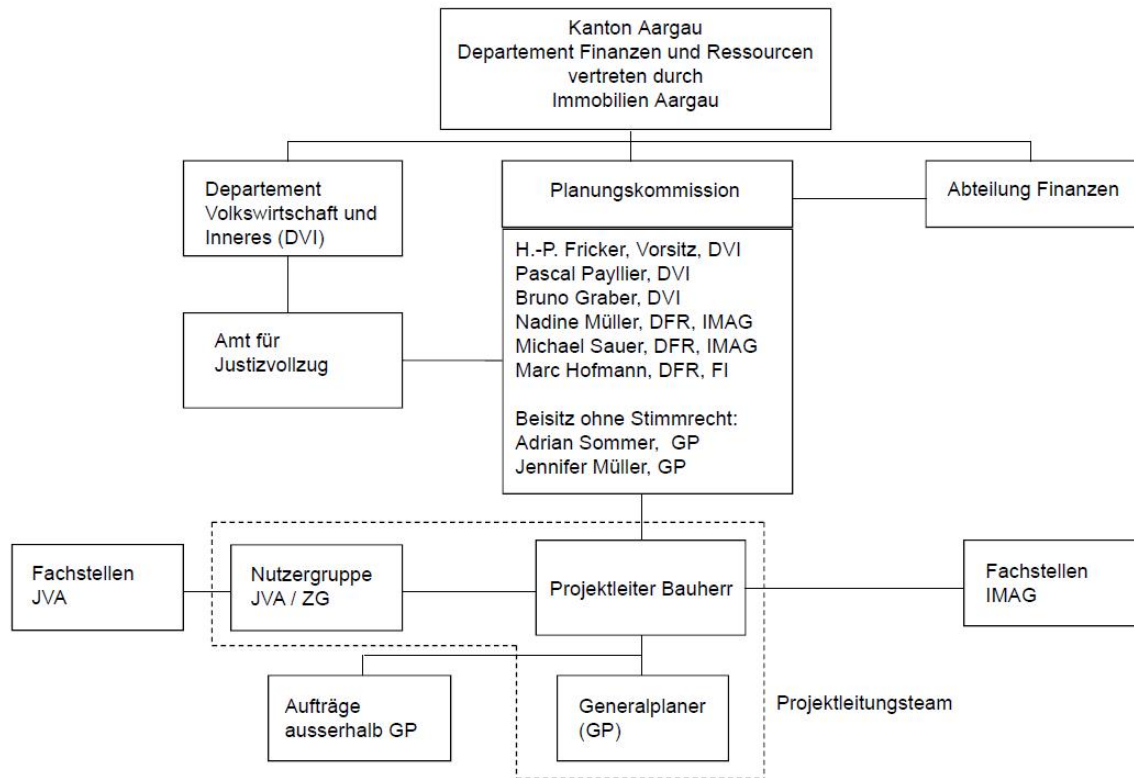 Kanton Aargau
Departement Finanzen und Ressourcen
vertreten durch
Immobilien Aargau
Departement
Volkswirtschaft und
Inneres (DVI)
Planungskommission
Abteilung Finanzen
H.-P. Fricker, Vorsitz, DVI
Pascal Payllier, DVI
Bruno Graber, DVI
Nadine Müller, DFR, IMAG
Michael Sauer, DFR, IMAG
Marc Hofmann, DFR, FI
Beisitz ohne Stimmrecht:
Adrian Sommer, GP
Jennifer Müller, GP
Amt für
Justizvollzug
Fachstellen
JVA
Nutzergruppe
JVA / ZG
Projektleiter Bauherr
Fachstellen
IMAG
Aufträge
ausserhalb GP
Generalplaner
(GP)
Projektleitungsteam